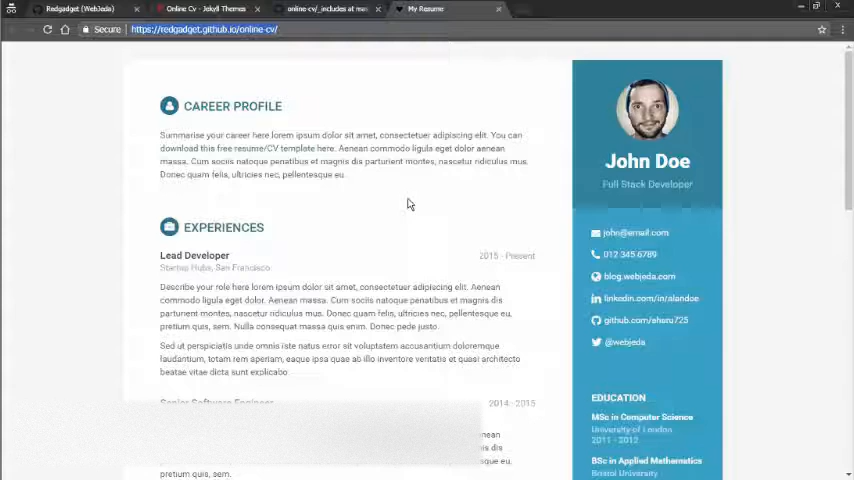 Redgadget (WebJeda)
Online Cv - Jekyll Themes
online-cv/_includes at mas
My Resume
Secure
https://redgadget.github.io/online-cv/
CAREER PROFILE
Summarise your career here lorem ipsum dolor sit amet, consectetuer adipiscing elit. You can
download this free resume/CV template here. Aenean commodo ligula eget dolor aenean
massa. Cum sociis natoque penatibus et magnis dis parturient montes, nascetur ridiculus mus.
Donec quam felis, ultricies nec, pellentesque eu.
EXPERIENCES
Lead Developer
2015 - Present
Startup Hubs, San Francisco
Describe your role here lorem ipsum dolor sit amet, consectetuer adipiscing elit. Aenean
commodo ligula eget dolor. Aenean massa. Cum sociis natoque penatibus et magnis dis
parturient montes, nascetur ridiculus mus. Donec quam felis, ultricies nec, pellentesque eu,
pretium quis, sem. Nulla consequat massa quis enim. Donec pede justo.
Sed ut perspiciatis unde omnis iste natus error sit voluptatem accusantium doloremque
laudantium, totam rem aperiam, eaque ipsa quae ab illo inventore veritatis et quasi architecto
beatae vitae dicta sunt explicabo.
Senior Software Engineer
2014 - 2015
enean
s dis
que eu,
pretium quis, sem.
John Doe
Full Stack Developer
john@email.com
012 345 6789
blog.webjeda.com
linkedin.com/in/alandoe
github.com/sharu725
@webjeda
EDUCATION
MSc in Computer Science
University of London
2011 - 2012
BSc in Applied Mathematics
Bristol University